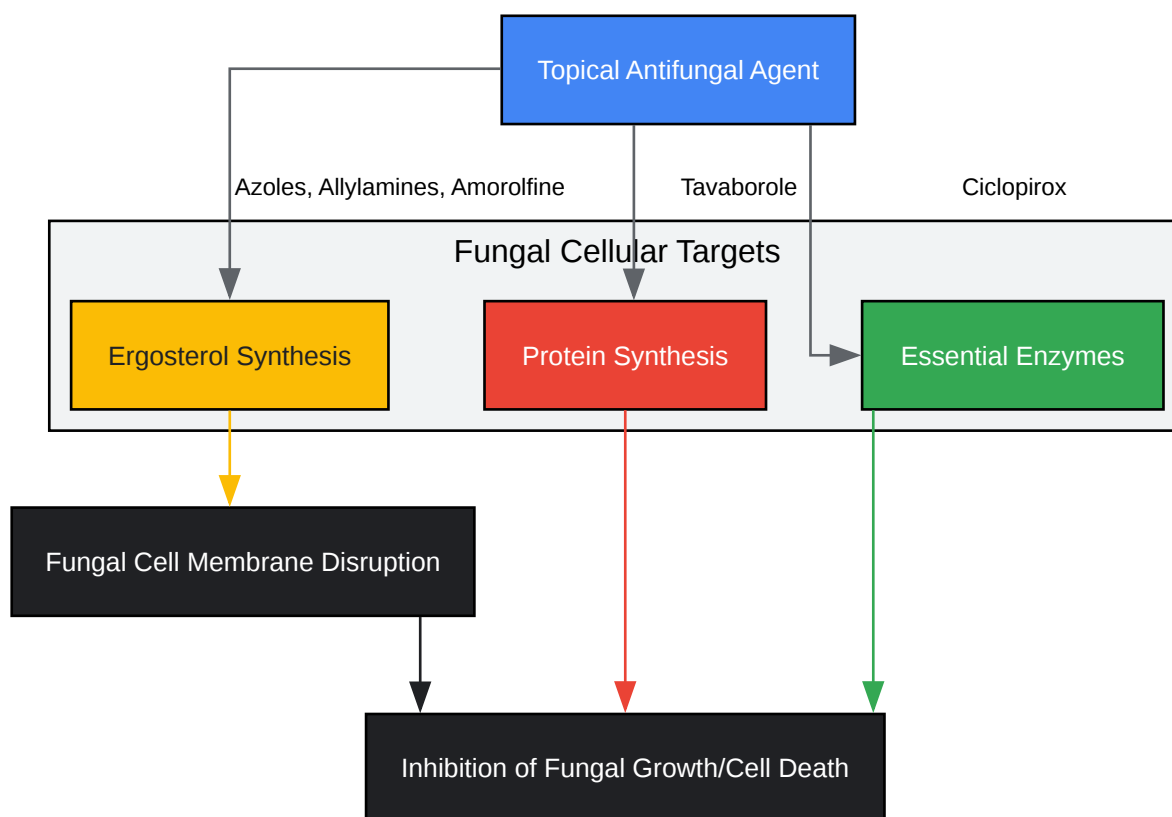 Topical Antifungal Agent
Azoles, Allylamines, Amorolfine
Tavaborole
Ciclopirox
Fungal Cellular Targets
Ergosterol Synthesis
Protein Synthesis
Essential Enzymes
Fungal Cell Membrane Disruption
Inhibition of Fungal Growth/Cell Death